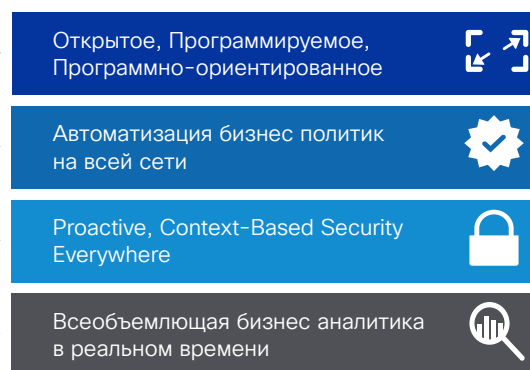 Открытое, Программируемое,
Программно-ориентированное
Автоматизация бизнес политик
на всей сети
Proactive, Context-Based Security
Everywhere
Всеобъемлющая бизнес аналитика
в реальном времени